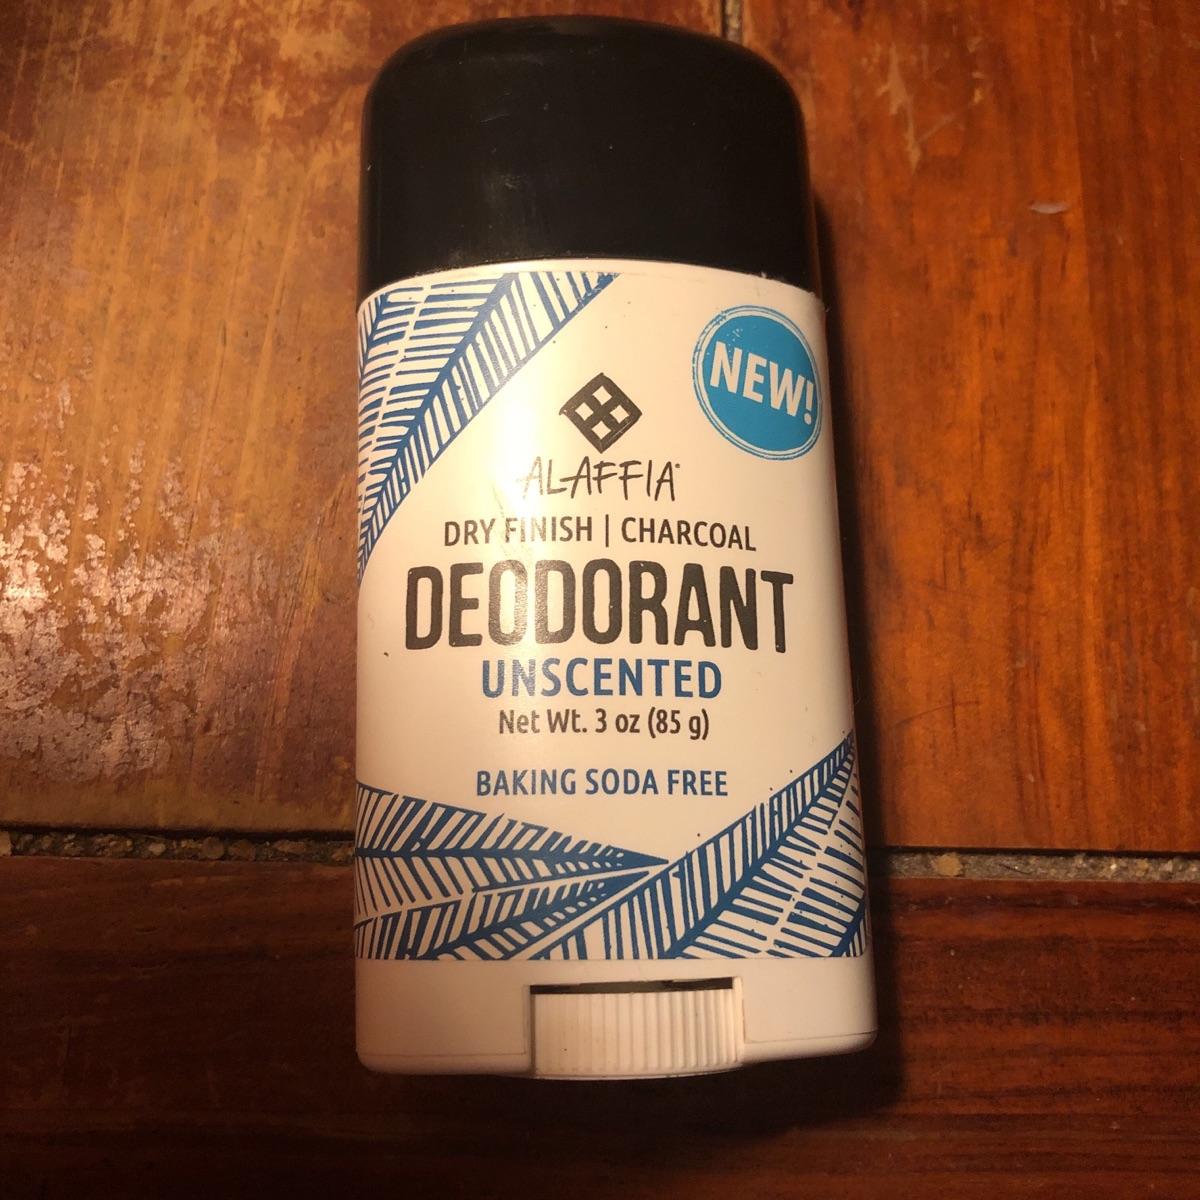 NEW!
ALAFFIA
DRY FINISH | CHARCOAL
DEODORANT
UNSCENTED
Net Wt. 3 oz (85 g)
BAKING SODA FREE